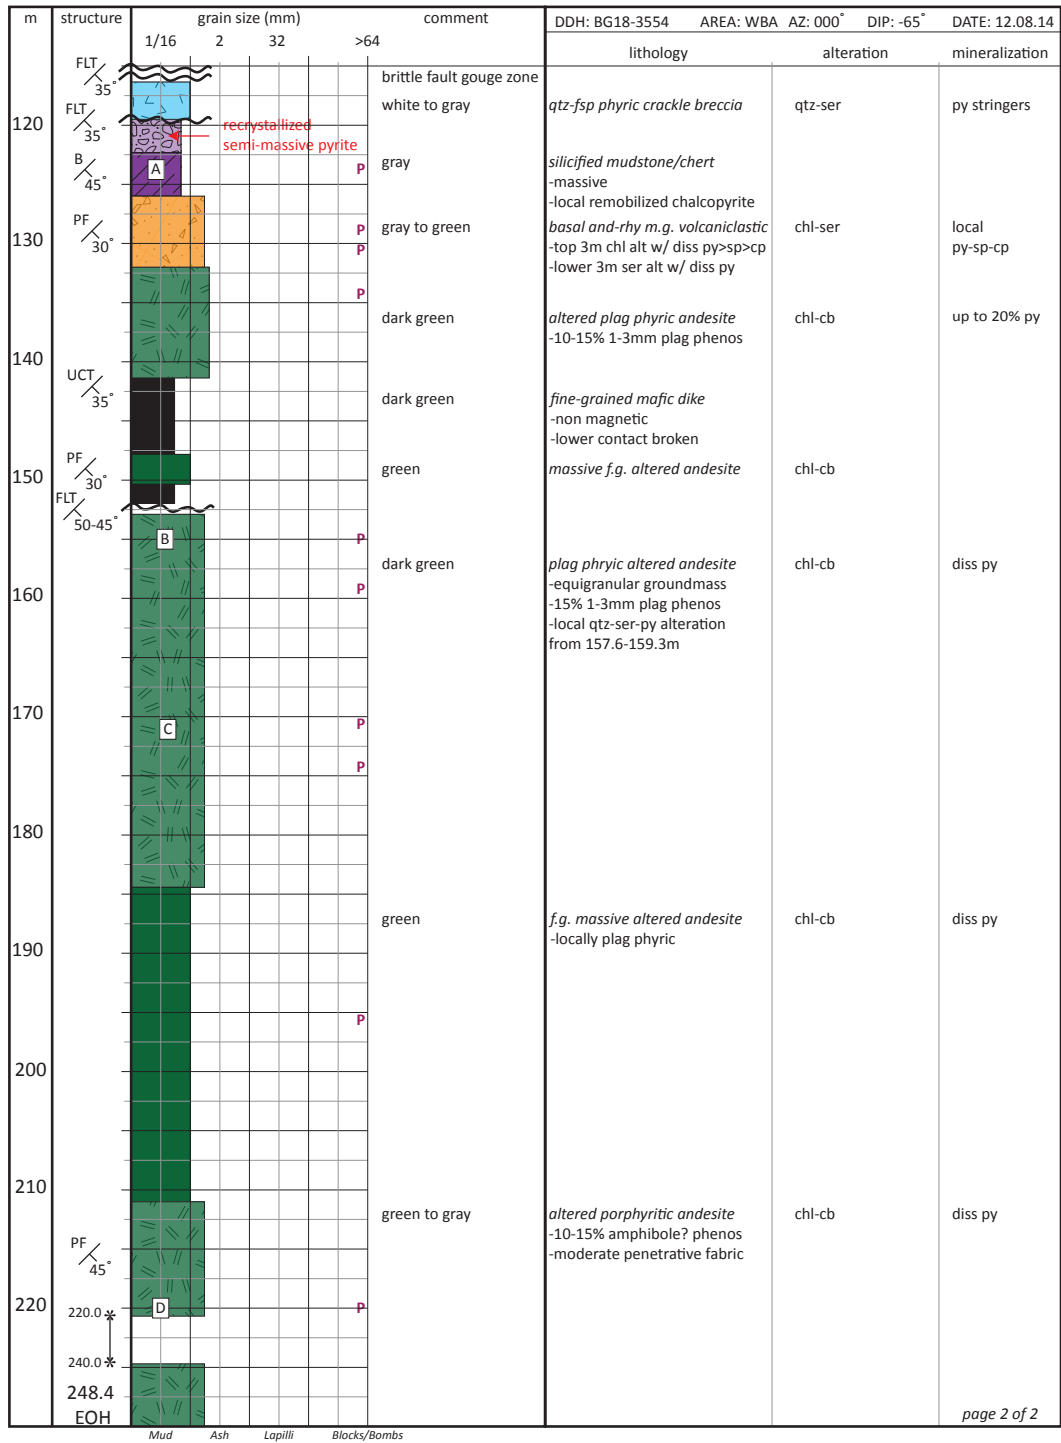 m structure grain size (mm) comment DDH: BG18-3554 AREA: WBA AZ: 000° DIP: -65° DATE: 12.08.14
1/16 2 32 >64 lithology alteration mineralization
FLT
35°
brittle fault gouge zone
white to gray qtz-fsp phyric crackle breccia qtz-ser py stringers
FLT
35°
120
recrystallized
semi-massive pyrite
B
45°
A
P
gray silicified mudstone/chert
-massive
-local remobilized chalcopyrite
PF
30°
130
P
P
gray to green basal and-rhy m.g. volcaniclastic chl-ser local
-top 3m chl alt w/ diss py>sp>cp py-sp-cp
-lower 3m ser alt w/ diss py
P
dark green altered plag phyric andesite chl-cb up to 20% py
-10-15% 1-3mm plag phenos
140
UCT
35°
dark green fine-grained mafic dike
-non magnetic
-lower contact broken
PF
30°
150
green massive f.g. altered andesite chl-cb
FLT
50-45°
B
P
dark green plag phryic altered andesite chl-cb diss py
-equigranular groundmass
160
P
-15% 1-3mm plag phenos
-local qtz-ser-py alteration
from 157.6-159.3m
170
C
P
P
180
green f.g. massive altered andesite chl-cb diss py
-locally plag phyric
190
P
200
210
green to gray altered porphyritic andesite chl-cb diss py
-10-15% amphibole? phenos
-moderate penetrative fabric
PF
45°
220
D
P
220.0
240.0
248.4
EOH
page 2 of 2
Mud Ash Lapilli Blocks/Bombs